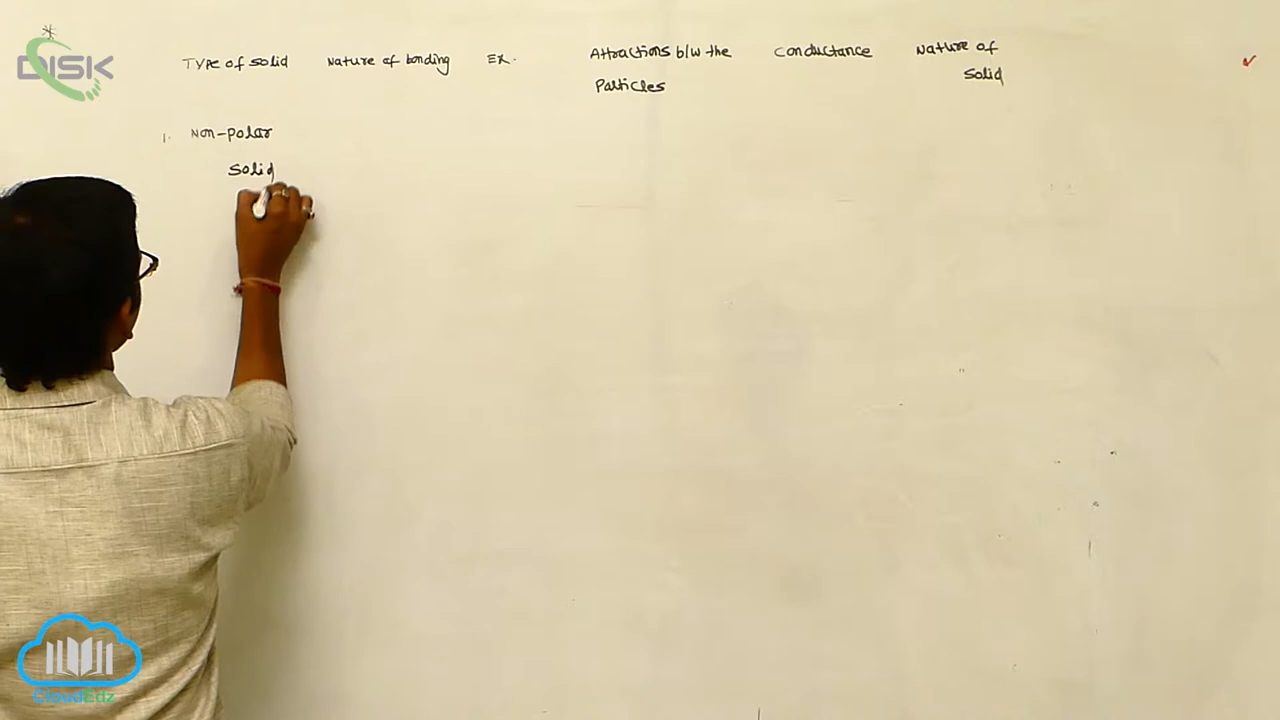 DISK
Type of solid Nature of bonding Ex. Attractions b/w the conductance Nature of
Particles solid
1. Non-polar
solid
CloudEdz